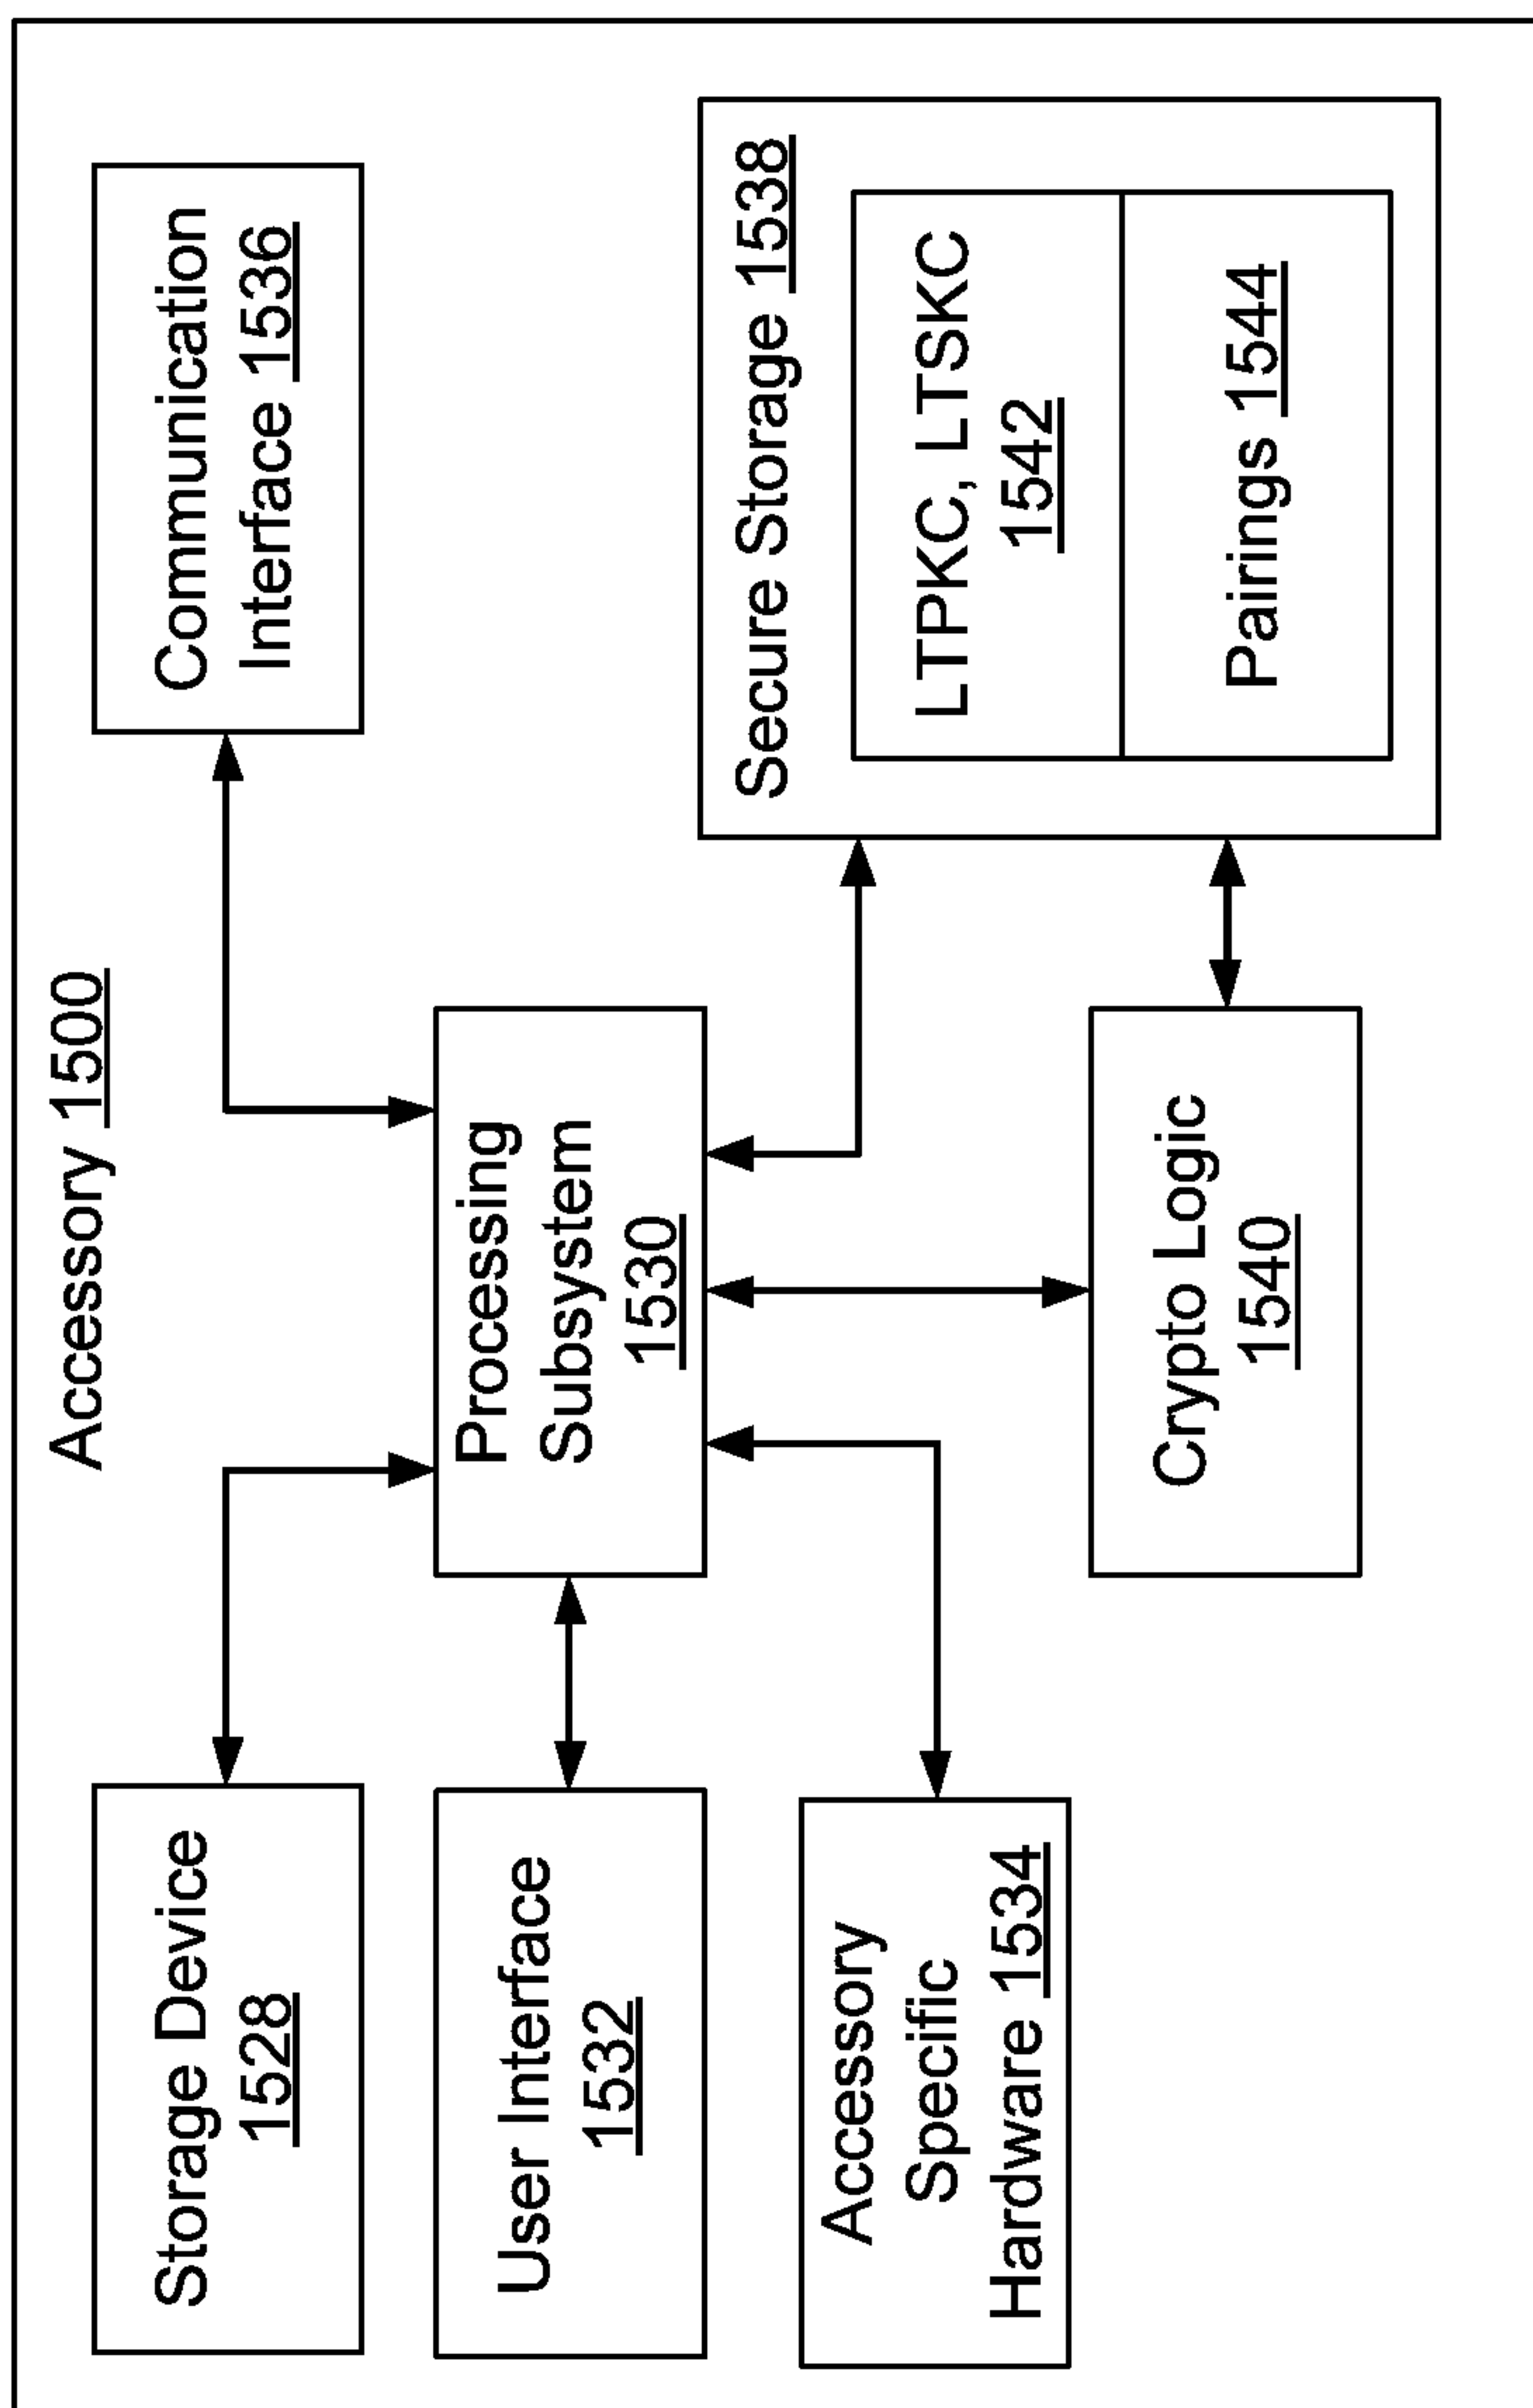 Accessory 1500
Storage Device
1528
Communication
Interface 1536
User Interface
1532
Processing
Subsystem
1530
Accessory
Specific
Hardware 1534
Crypto Logic
1540
Secure Storage 1538
LTPKC, LTSKC
1542
Pairings 1544